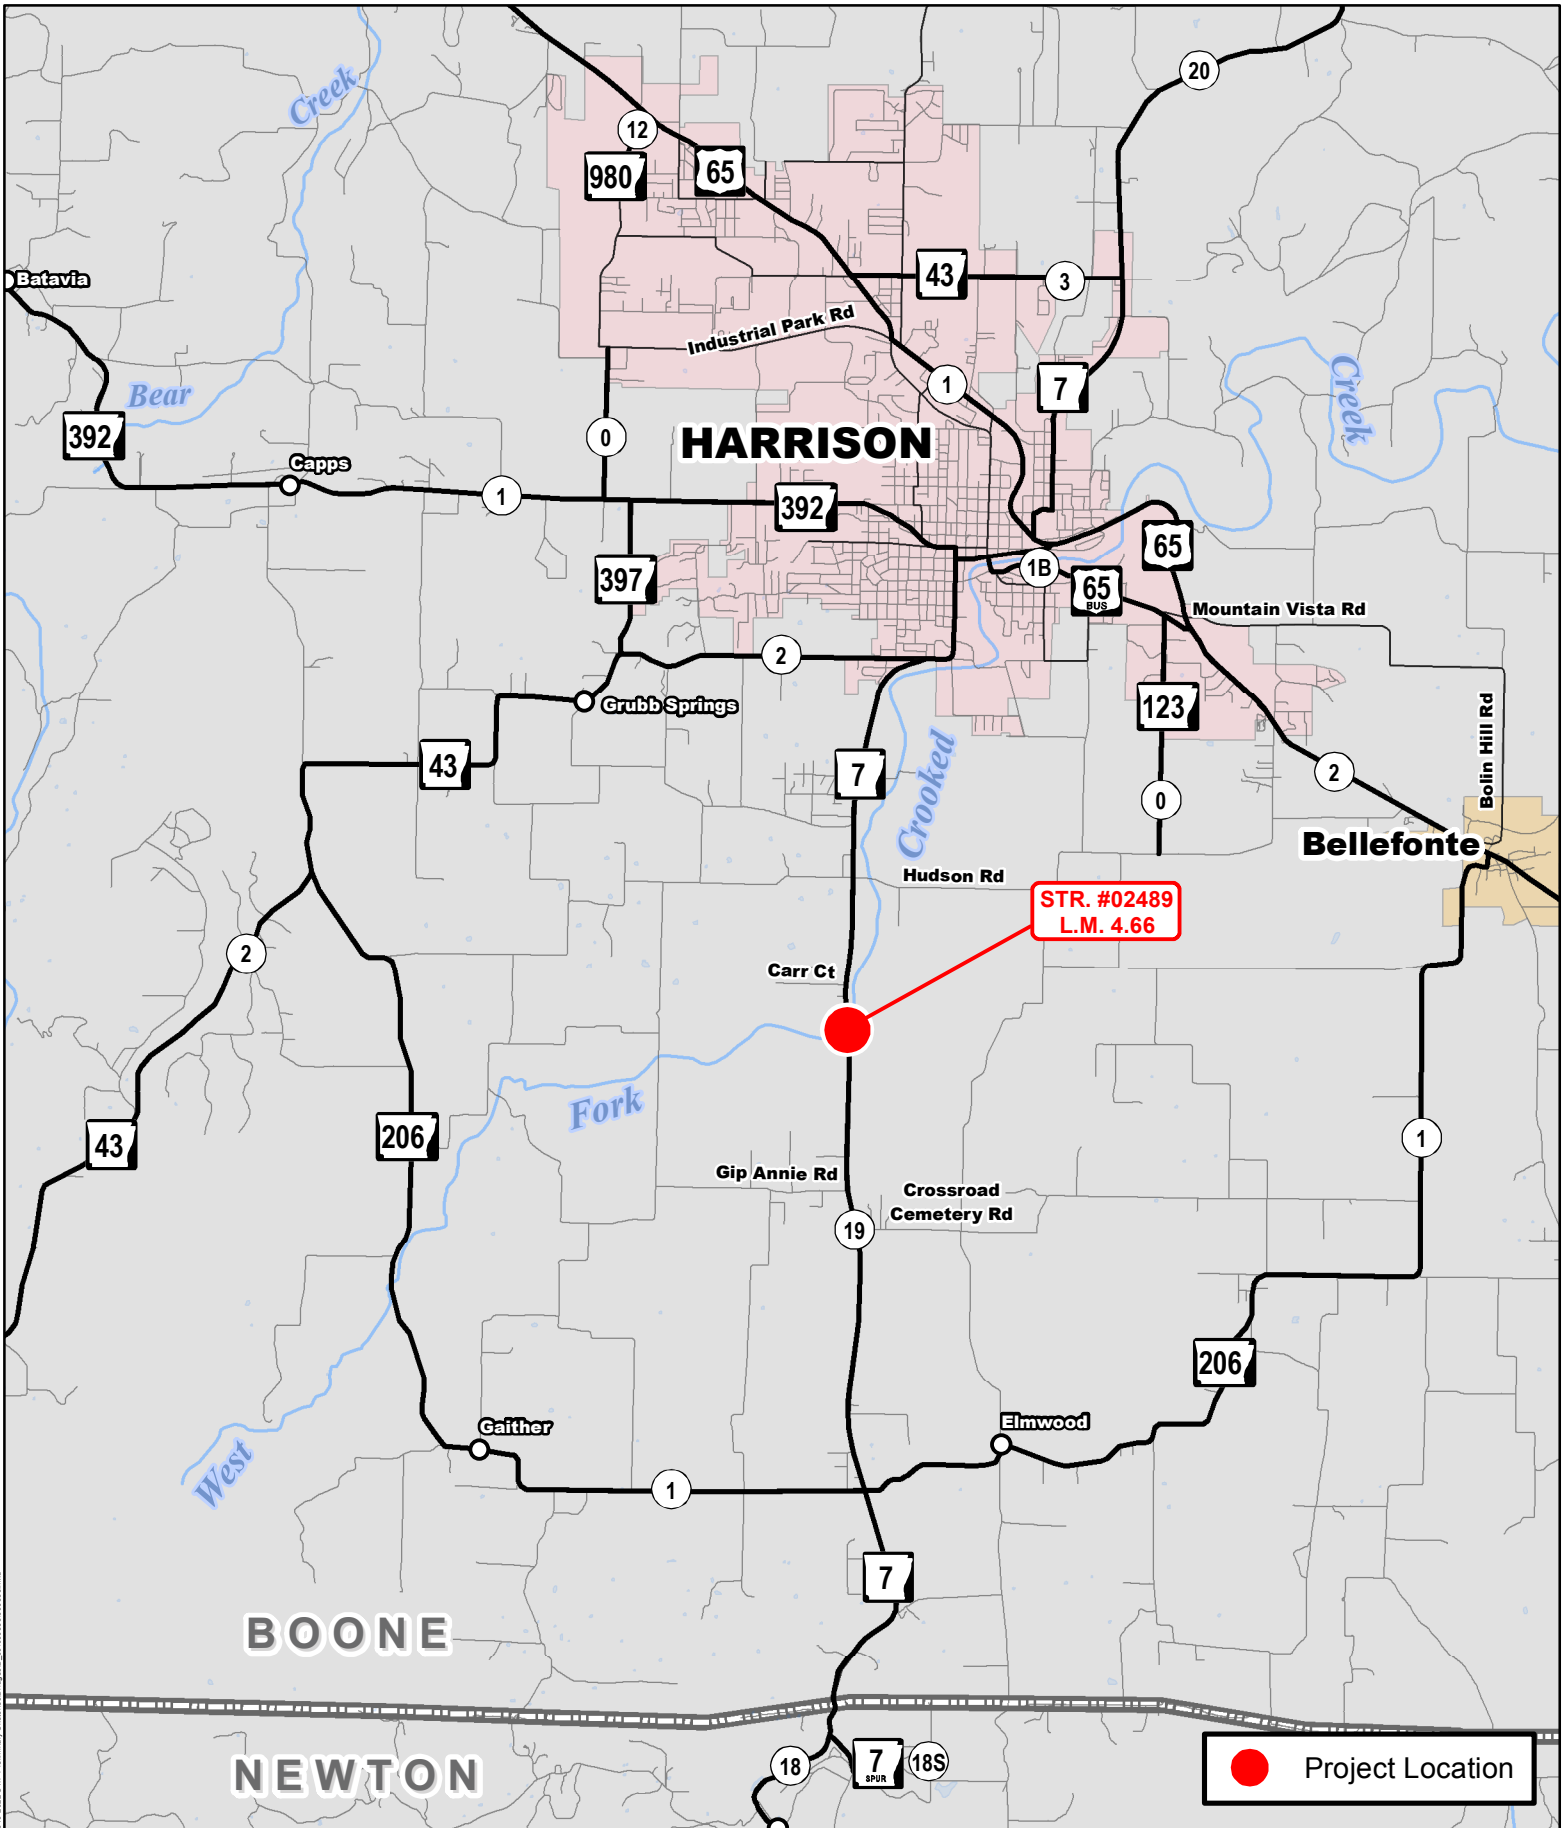 20
Creek
12
980
65
43
3
Batavia
Industrial Park Rd
Creek
Bear
1
7
392
0
HARRISON
Capps
1
392
65
1B
397
65
BUS
Mountain Vista Rd
2
Grubb Springs
123
Bolin Hill Rd
43
7
Crooked
2
0
Bellefonte
Hudson Rd
STR. #02489
L.M. 4.66
2
Carr Ct
Fork
43
206
1
Gip Annie Rd
Crossroad
Cemetery Rd
19
206
Gaither
Elmwood
West
1
7
BOONE
NEWTON
18
7
SPUR
18S
Project Location